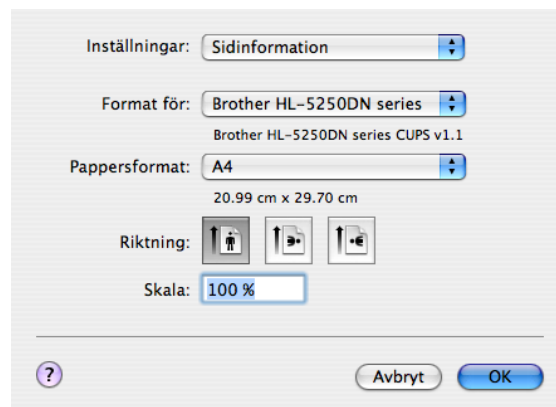 Inställningar: Sidinformation
Format för: Brother HL-5250DN series
Brother HL-5250DN series CUPS v1.1
Pappersformat: A4
20.99 cm x 29.70 cm
Riktning:
Skala: 100 %
? Avbryt OK